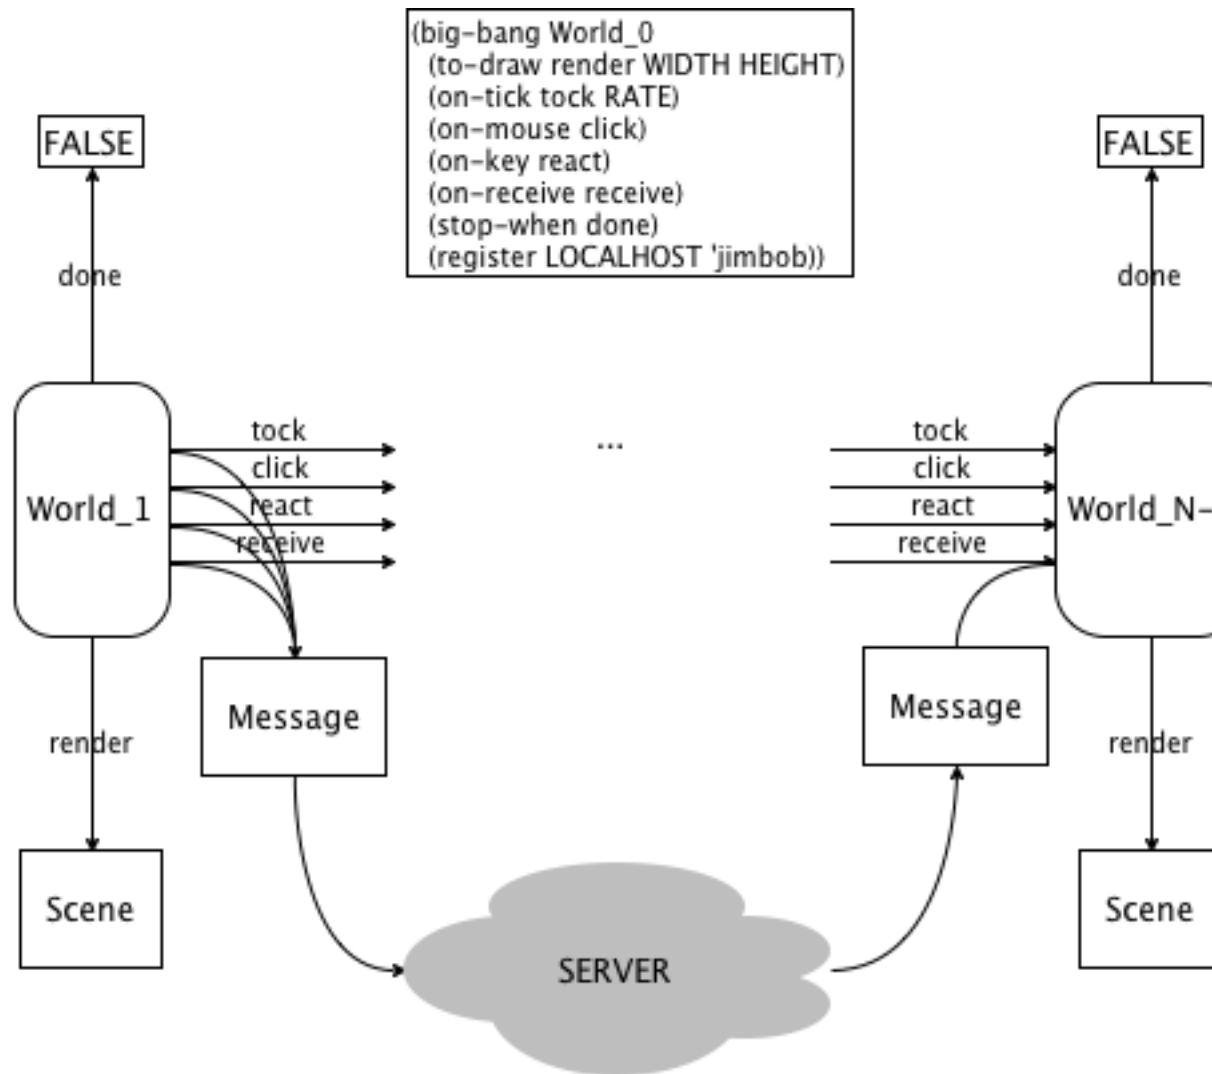 (big-bang World_0
(to-draw render WIDTH HEIGHT)
(on-tick tock RATE)
(on-mouse click)
(on-key react)
(on-receive receive)
(stop-when done)
(register LOCALHOST 'jimbob))
FALSE
FALSE
done
done
tock
...
tock
click
click
World_1
react
react
World_N-
receive
receive
Message
Message
render
render
Scene
Scene
SERVER